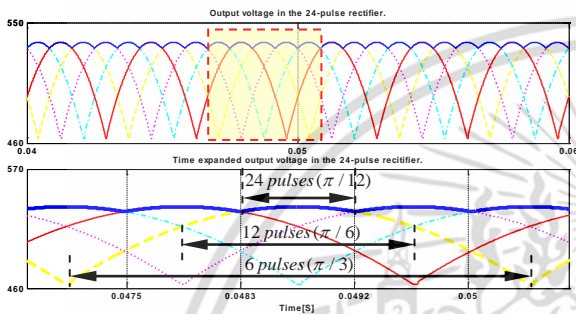 Output voltage in the 24-pulse rectifier.
550
460
0.04
0.05
0.06
Time expanded output voltage in the 24-pulse recitifier.
570
24 pulses(π / 12)
12 pulses(π / 6)
6 pulses(π / 3)
460
0.0475
0.0483
0.0492
0.05
Time[S]